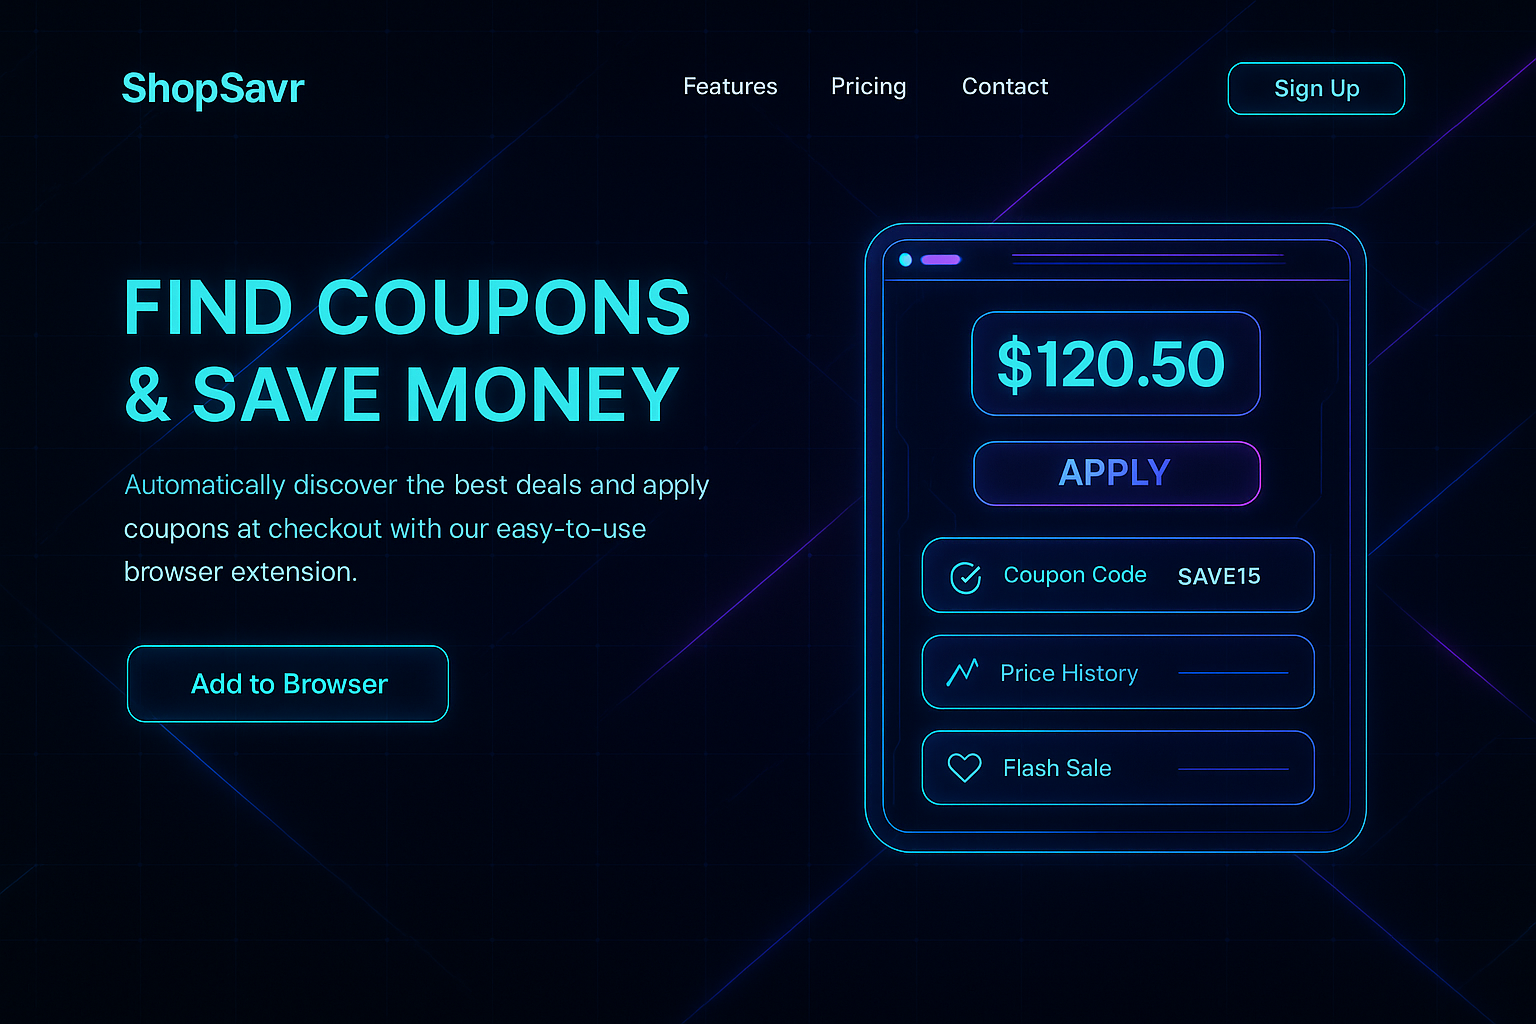 ShopSavr
Features
Pricing
Contact
Sign Up
FIND COUPONS
& SAVE MONEY
Automatically discover the best deals and apply
coupons at checkout with our easy-to-use
browser extension.
Add to Browser
$120.50
APPLY
Coupon Code SAVE15
Price History
Flash Sale